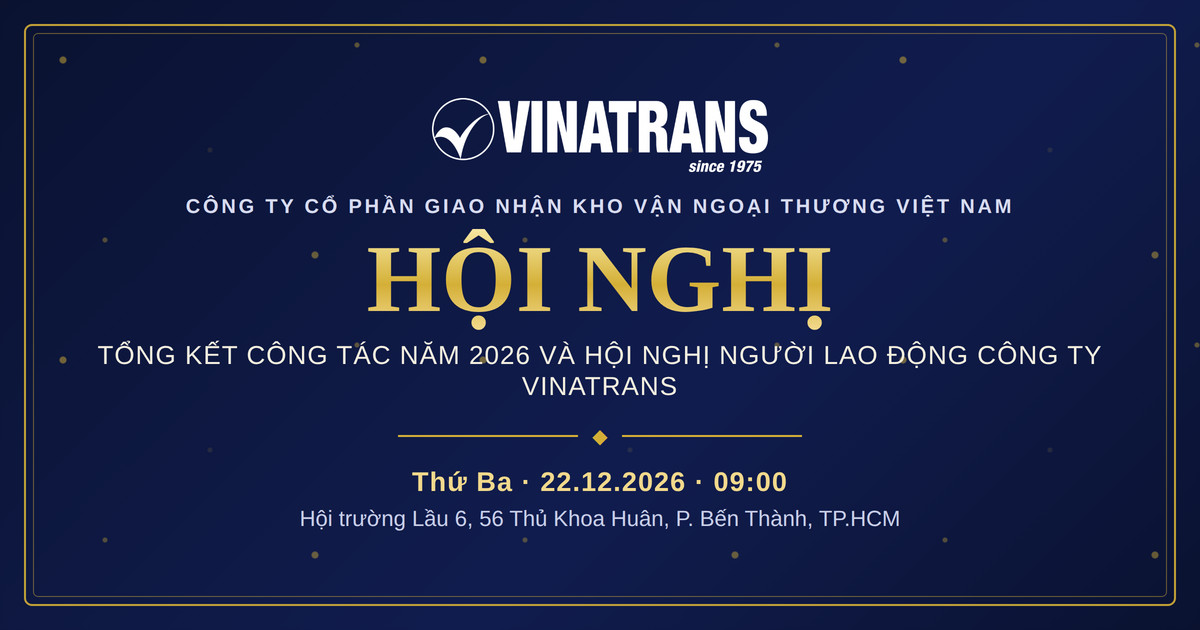 VINATRANS
since 1975
CÔNG TY CỔ PHẦN GIAO NHẬN KHO VẬN NGOẠI THƯƠNG VIỆT NAM
HỘI NGHỊ
TỔNG KẾT CÔNG TÁC NĂM 2026 VÀ HỘI NGHỊ NGƯỜI LAO ĐỘNG CÔNG TY
VINATRANS
Thứ Ba · 22.12.2026 · 09:00
Hội trường Lầu 6, 56 Thủ Khoa Huân, P. Bến Thành, TP.HCM